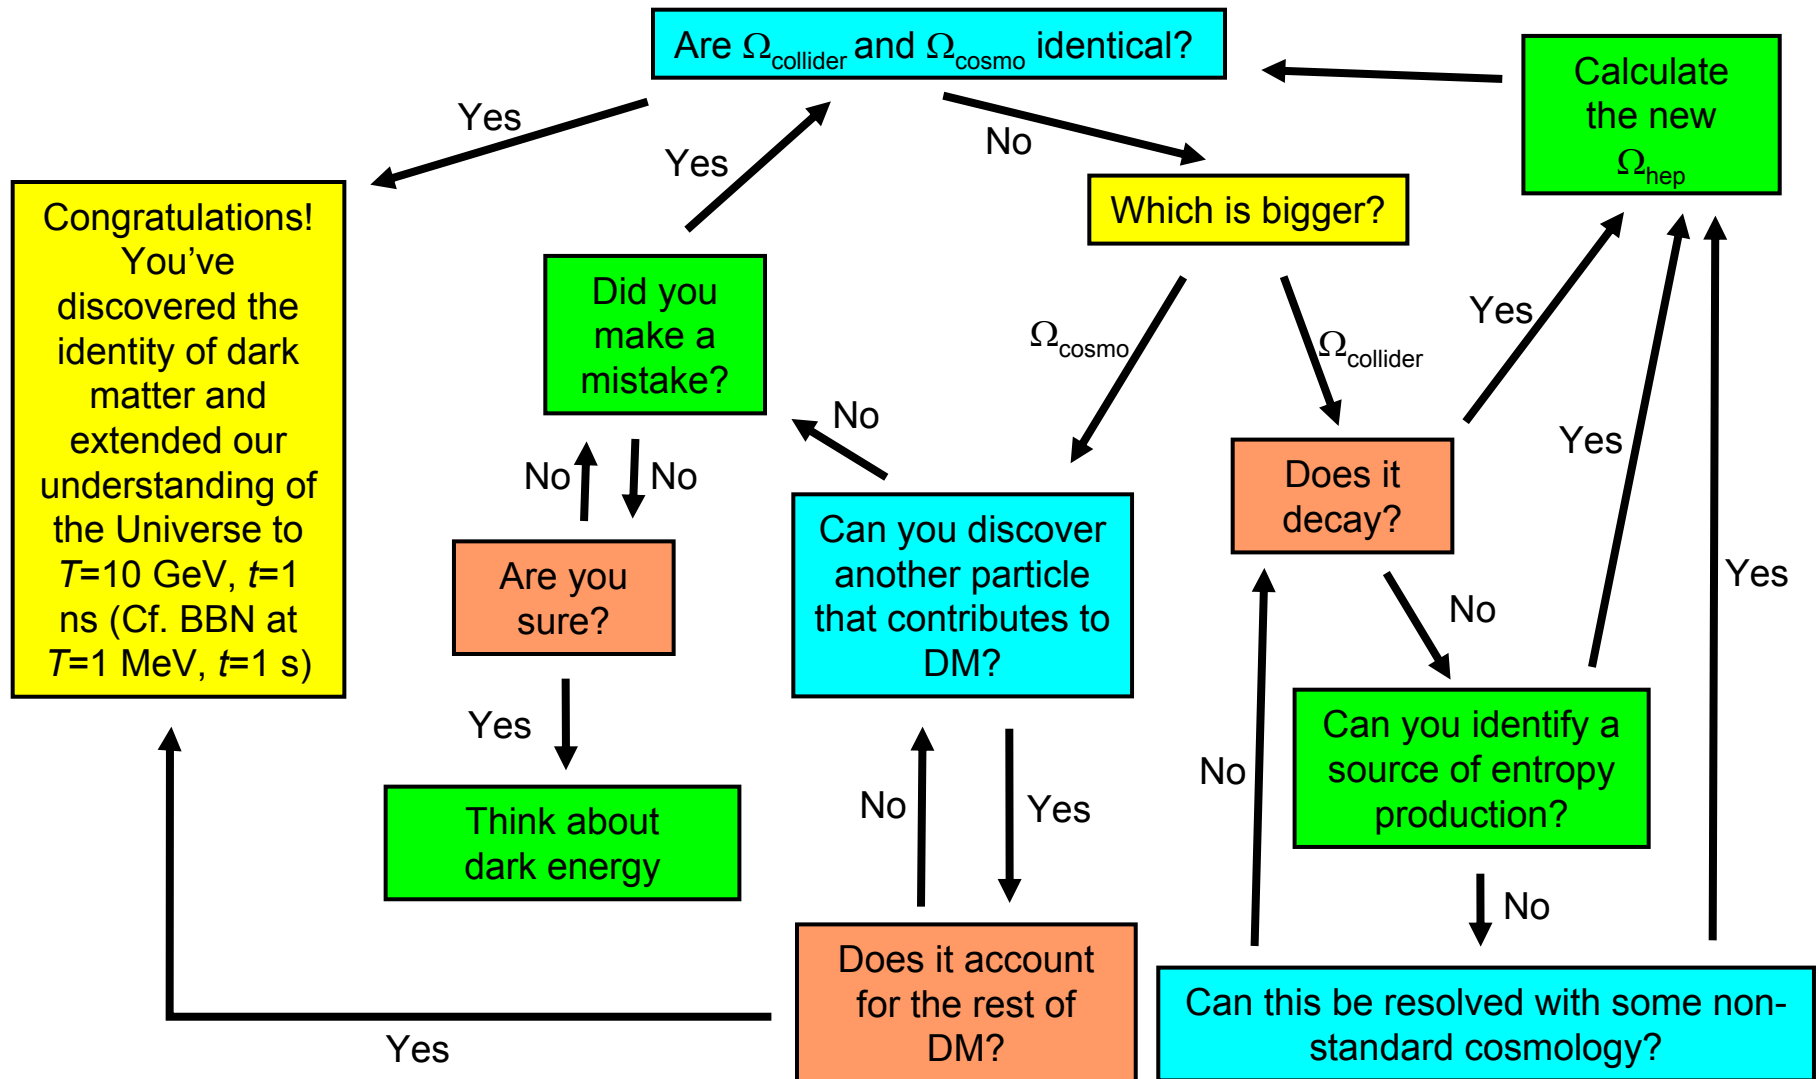 Are Ωcollider and Ωcosmo identical?
Calculate
the new
Ωhep
Yes
Yes
No
Congratulations!
You’ve
discovered the
identity of dark
matter and
extended our
understanding of
the Universe to
T=10 GeV, t=1
ns (Cf. BBN at
T=1 MeV, t=1 s)
Which is bigger?
Did you
make a
mistake?
Ωcosmo
Ωcollider
Yes
No
Yes
Does it
decay?
No
No
Can you discover
another particle
that contributes to
DM?
Are you
sure?
No
Yes
Yes
Can you identify a
source of entropy
production?
No
Think about
dark energy
No
Yes
No
Does it account
for the rest of
DM?
Can this be resolved with some non-
standard cosmology?
Yes